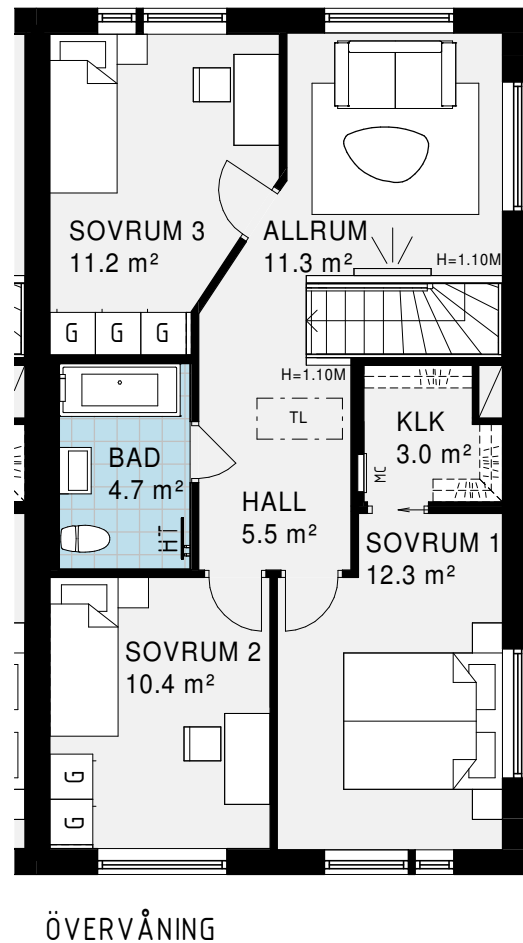 SOVRUM 3
11.2 m²
ALLRUM
11.3 m²
H=1.10M
G G G
H=1.10M
TL
KLK
3.0 m²
MC
BAD
4.7 m²
HT
HALL
5.5 m²
SOVRUM 1
12.3 m²
SOVRUM 2
10.4 m²
G
G
ÖVERVÅNING